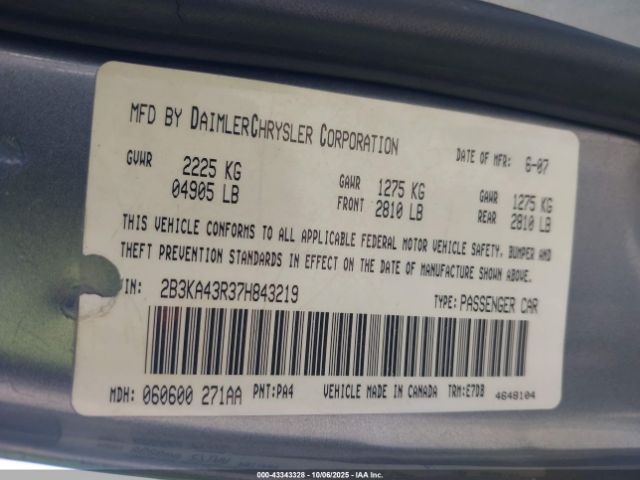 MFD BY DAIMLERCHRYSLER CORPORATION
DATE OF MFR: 6-07
GVWR 2225 KG
04905 LB
GAWR FRONT 1275 KG
2810 LB
GAWR REAR 1275 KG
2810 LB
THIS VEHICLE CONFORMS TO ALL APPLICABLE FEDERAL MOTOR VEHICLE SAFETY, BUMPER AND
THEFT PREVENTION STANDARDS IN EFFECT ON THE DATE OF MANUFACTURE SHOWN ABOVE.
IN: 2B3KA43R37H843219
TYPE: PASSENGER CAR
MDH: 060600 271AA PNT:PA4 VEHICLE MADE IN CANADA TRM:E7DB
4648104
000-43343328 - 10/06/2025 - IAA Inc.